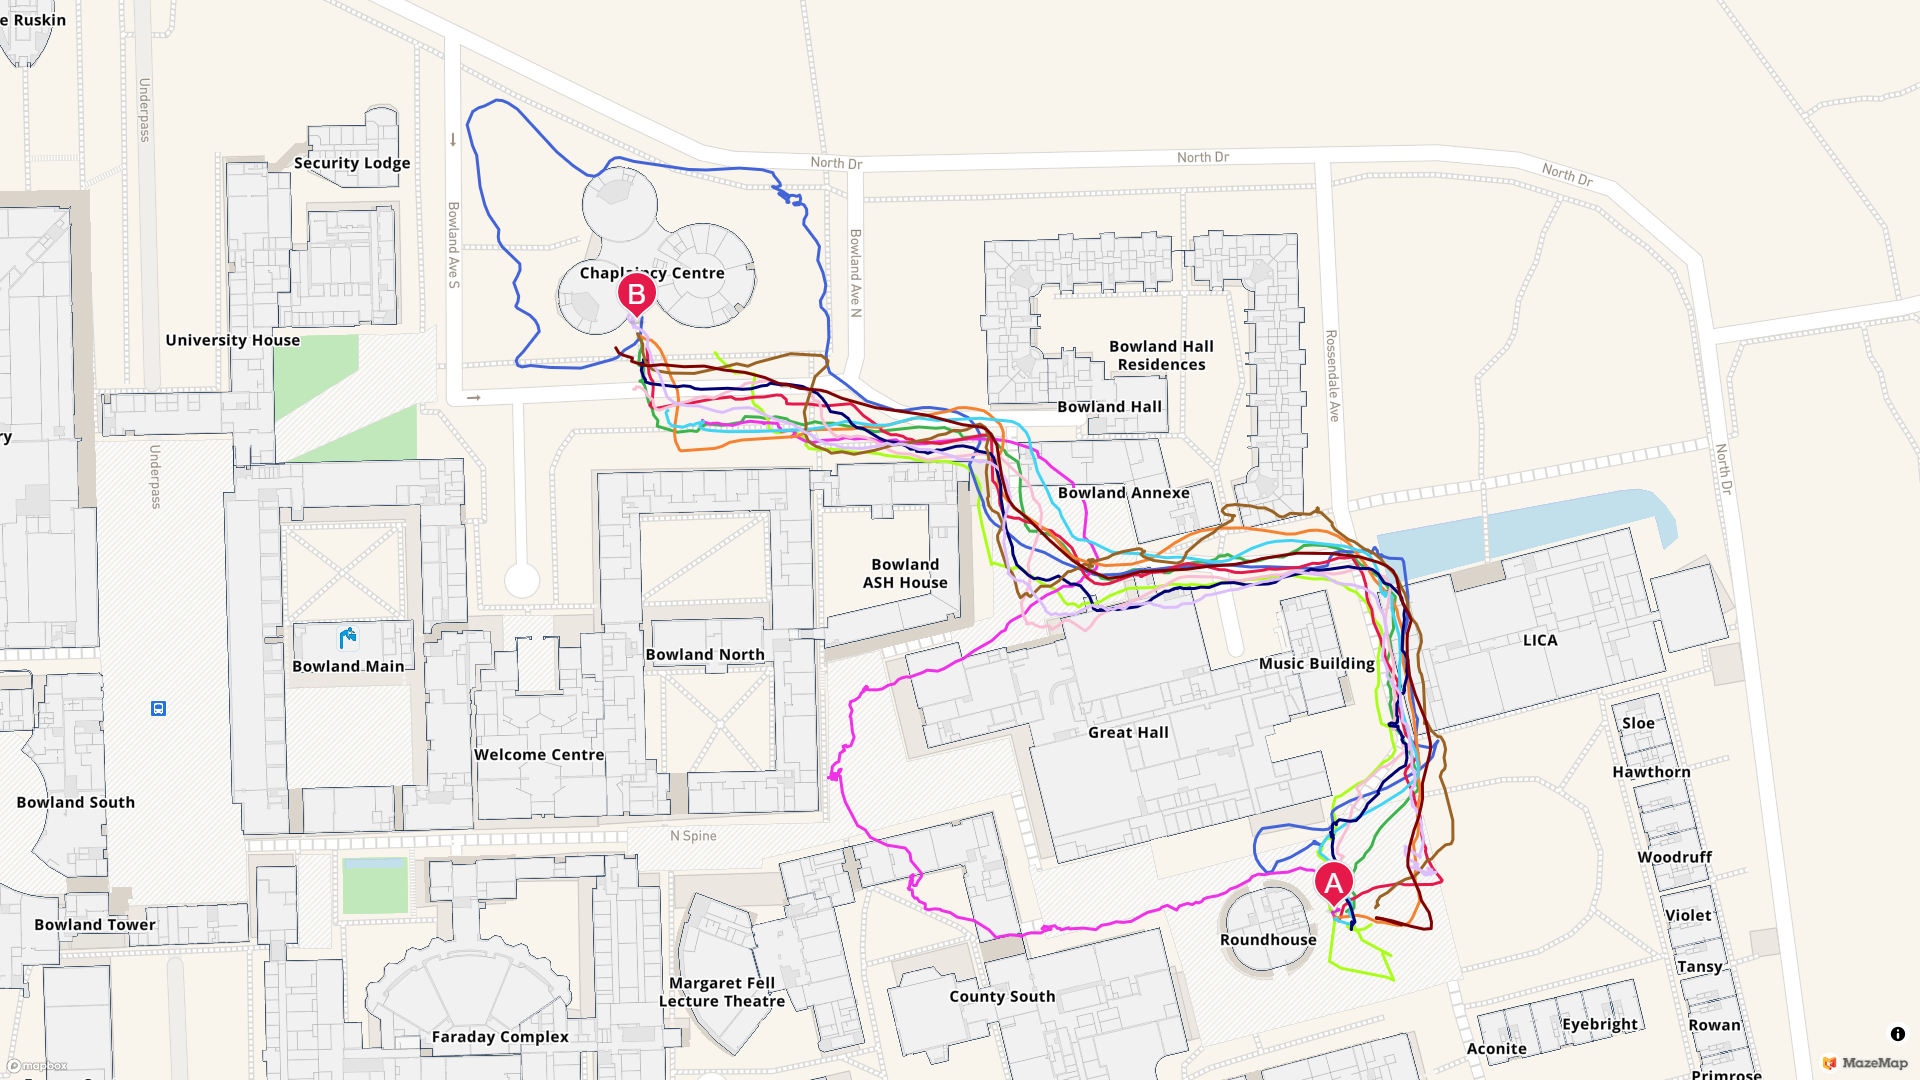 e Ruskin
Underpass
Security Lodge
North Dr
North Dr
North Dr
Bowland Ave S
Bowland Ave N
Chaplaincy Centre
B
University House
Bowland Hall
Residences
Rossendale Ave
Bowland Hall
ry
Underpass
North Dr
Bowland Annexe
Bowland
ASH House
LICA
Bowland Main
Bowland North
Music Building
Sloe
Great Hall
Welcome Centre
Hawthorn
Bowland South
N Spine
Woodruff
A
Violet
Bowland Tower
Roundhouse
Tansy
Margaret Fell
Lecture Theatre
County South
Eyebright
Rowan
Faraday Complex
Aconite
Primrose
mapbox
MazeMap